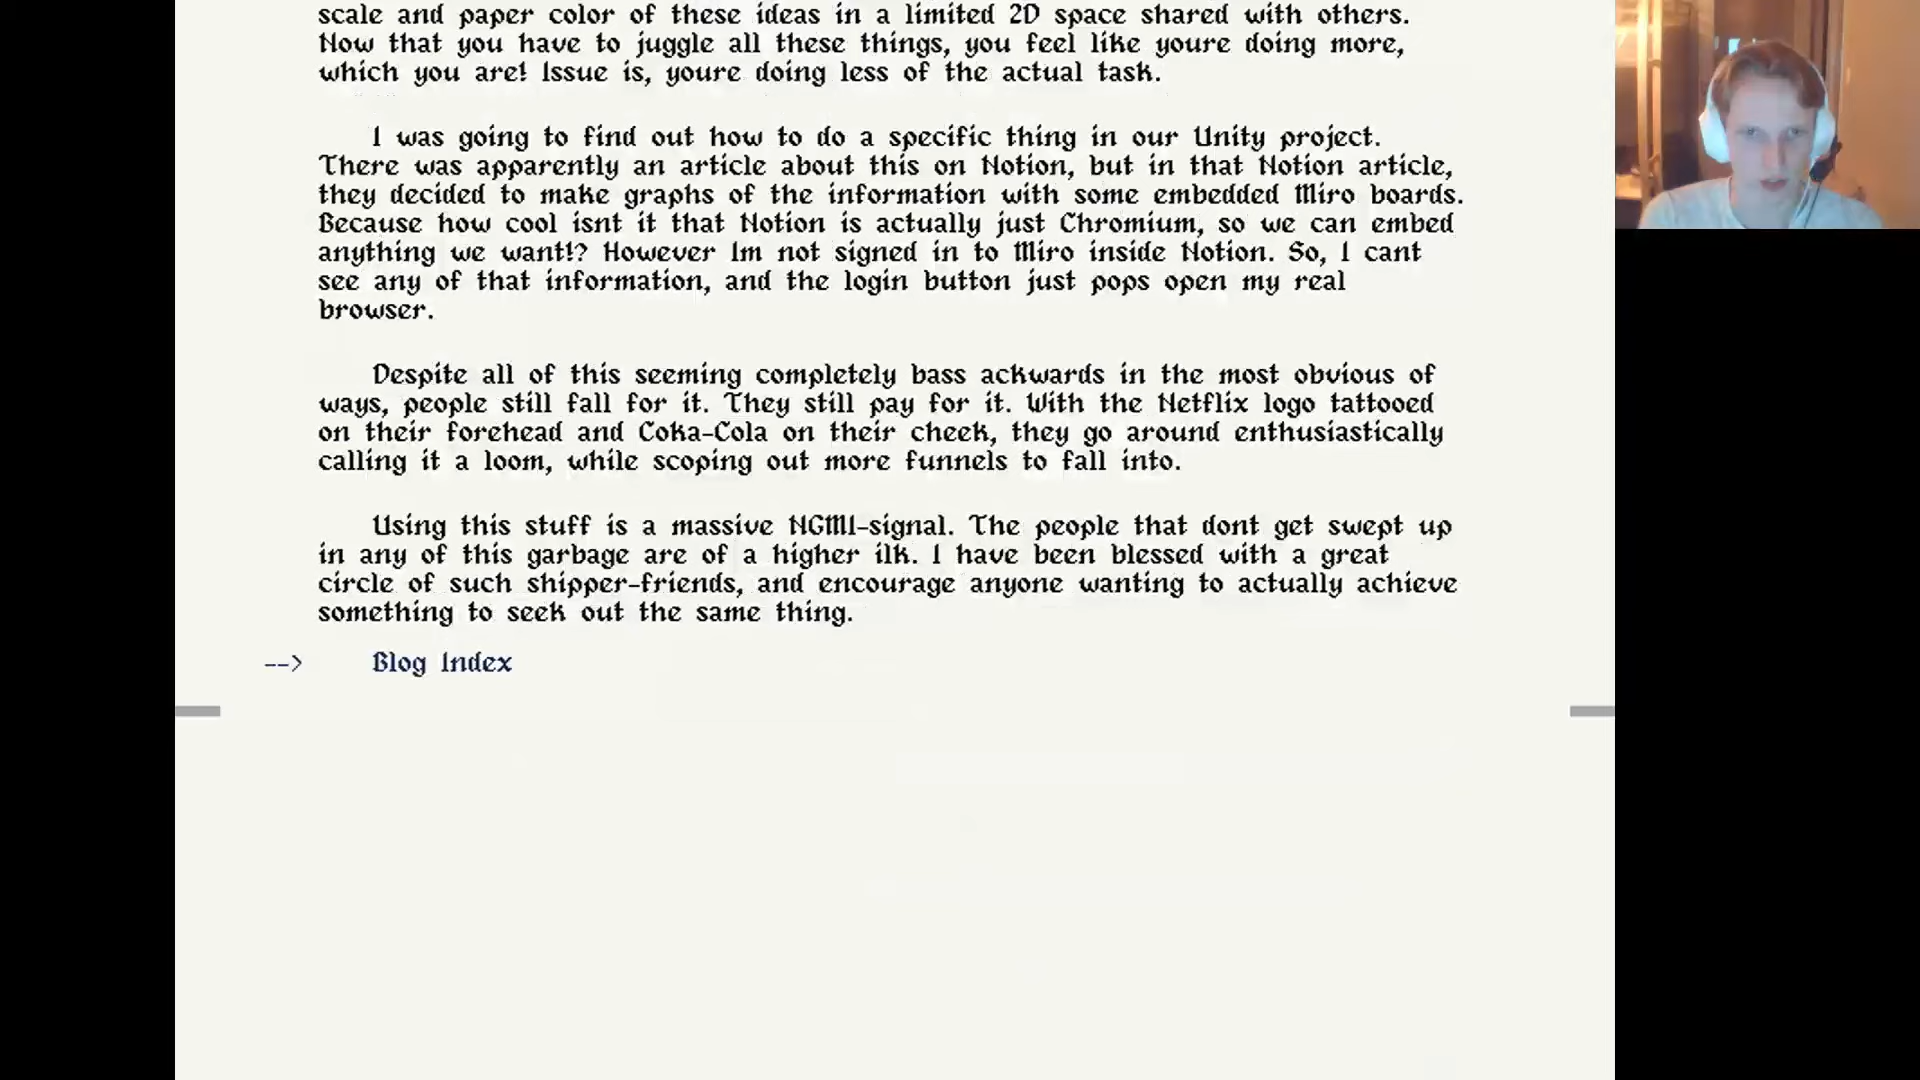 scale and paper color of these ideas in a limited 2D space shared with others.
Now that you have to juggle all these things, you feel like youre doing more,
which you are! Issue is, youre doing less of the actual task.
I was going to find out how to do a specific thing in our Unity project.
There was apparently an article about this on Notion, but in that Notion article,
they decided to make graphs of the information with some embedded Miro boards.
Because how cool isnt it that Notion is actually just Chromium, so we can embed
anything we want!? However Im not signed in to Miro inside Notion. So, I cant
see any of that information, and the login button just pops open my real
browser.
Despite all of this seeming completely bass ackwards in the most obvious of
ways, people still fall for it. They still pay for it. With the Netflix logo tattooed
on their forehead and Coka-Cola on their cheek, they go around enthusiastically
calling it a loom, while scoping out more funnels to fall into.
Using this stuff is a massive NGMI-signal. The people that dont get swept up
in any of this garbage are of a higher ilk. I have been blessed with a great
circle of such shipper-friends, and encourage anyone wanting to actually achieve
something to seek out the same thing.
--> Blog Index